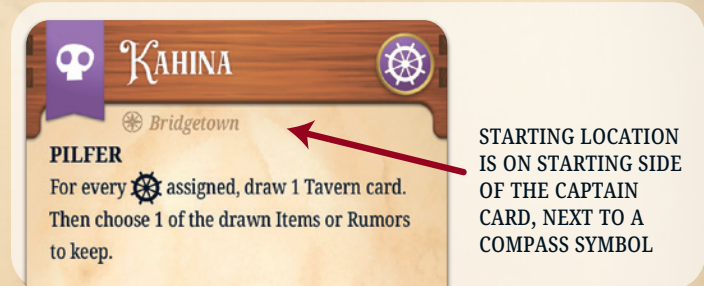 KAHINA
Bridgetown
PILFER
For every assigned, draw 1 Tavern card.
Then choose 1 of the drawn Items or Rumors
to keep.
STARTING LOCATION
IS ON STARTING SIDE
OF THE CAPTAIN
CARD, NEXT TO A
COMPASS SYMBOL